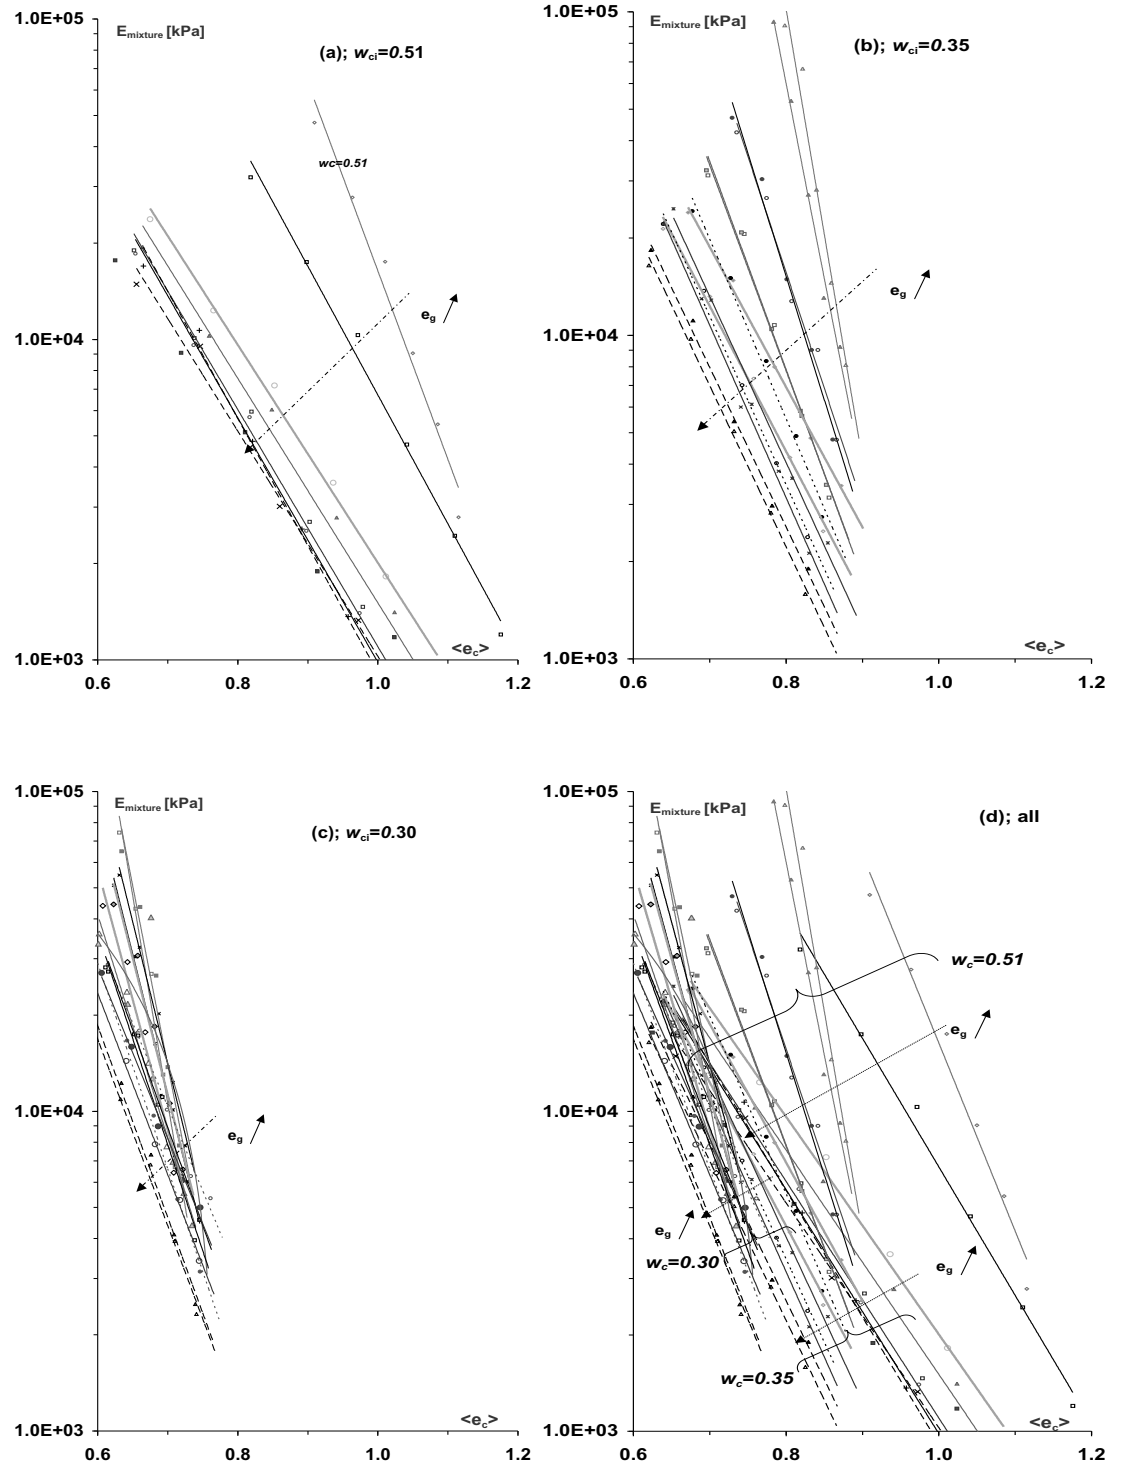 1.0E+05
E_mixture [kPa]
(a); w_ci=0.51
wc=0.51
1.0E+04
e_g
1.0E+03
<e_c>
0.6 0.8 1.0 1.2
1.0E+05
E_mixture [kPa]
(b); w_ci=0.35
1.0E+04
e_g
1.0E+03
<e_c>
0.6 0.8 1.0 1.2
1.0E+05
E_mixture [kPa]
(c); w_ci=0.30
1.0E+04
e_g
1.0E+03
<e_c>
0.6 0.8 1.0 1.2
1.0E+05
E_mixture [kPa]
(d); all
w_c=0.51
e_g
1.0E+04
e_g
w_c=0.30
e_g
w_c=0.35
1.0E+03
<e_c>
0.6 0.8 1.0 1.2